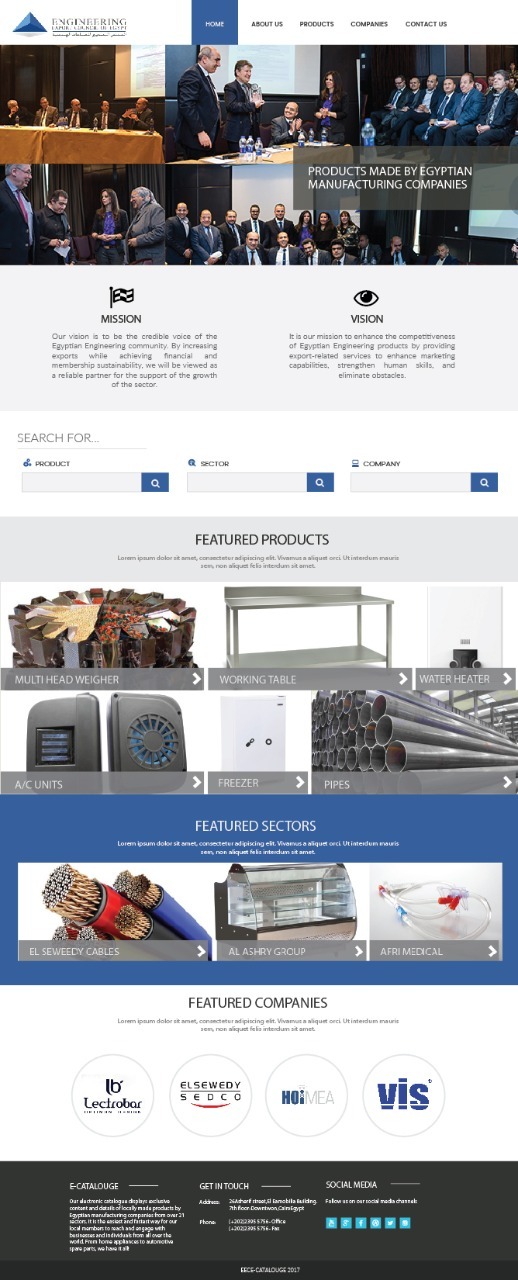 ENGINEERING
EXPORT COUNCIL OF EGYPT
HOME
ABOUT US
PRODUCTS
COMPANIES
CONTACT US
PRODUCTS MADE BY EGYPTIAN
MANUFACTURING COMPANIES
MISSION
Our vision is to be the credible voice of the
Egyptian Engineering community. By increasing
exports while achieving financial and
membership sustainability, we will be viewed as
a reliable partner for the support of the growth
of the sector.
VISION
It is our mission to enhance the competitiveness
of Egyptian Engineering products by providing
export-related services to enhance marketing
capabilities, strengthen human skills, and
eliminate obstacles.
SEARCH FOR...
PRODUCT
SECTOR
COMPANY
FEATURED PRODUCTS
Lorem ipsum dolor sit amet, consectetur adipiscing elit. Vivamus a aliquet orci. Ut interdum mauris
sem, non aliquet felis interdum sit amet.
MULTI HEAD WEIGHER
WORKING TABLE
WATER HEATER
A/C UNITS
FREEZER
PIPES
FEATURED SECTORS
Lorem ipsum dolor sit amet, consectetur adipiscing elit. Vivamus a aliquet orci. Ut interdum mauris
sem, non aliquet felis interdum sit amet.
EL SEWEEDY CABLES
AL ASHRY GROUP
AFRI MEDICAL
FEATURED COMPANIES
Lorem ipsum dolor sit amet, consectetur adipiscing elit. Vivamus a aliquet orci. Ut interdum mauris
sem, non aliquet felis interdum sit amet.
lb
Lectrobar
ELSEWEDY
SEDCO
HOiMEA
vis
E-CATALOUGE
Our electronic catalogue displays exclusive
content and details of locally made products by
Egyptian manufacturing companies from over 21
sectors. It is the easiest and fastest way for our
local members to reach and engage with
businesses and individuals from all over the
world. From home appliances to automotive
spare parts, we have it all!
GET IN TOUCH
Address: 26Asharif street,El Eamobilia Building,
7th floor-Downtwon,CairoEgypt
Phone: (+202)2395 5756- Office
(+202)2395 5756- Fax
SOCIAL MEDIA
Follow us on our social media channels
EECE-CATALOUGE 2017